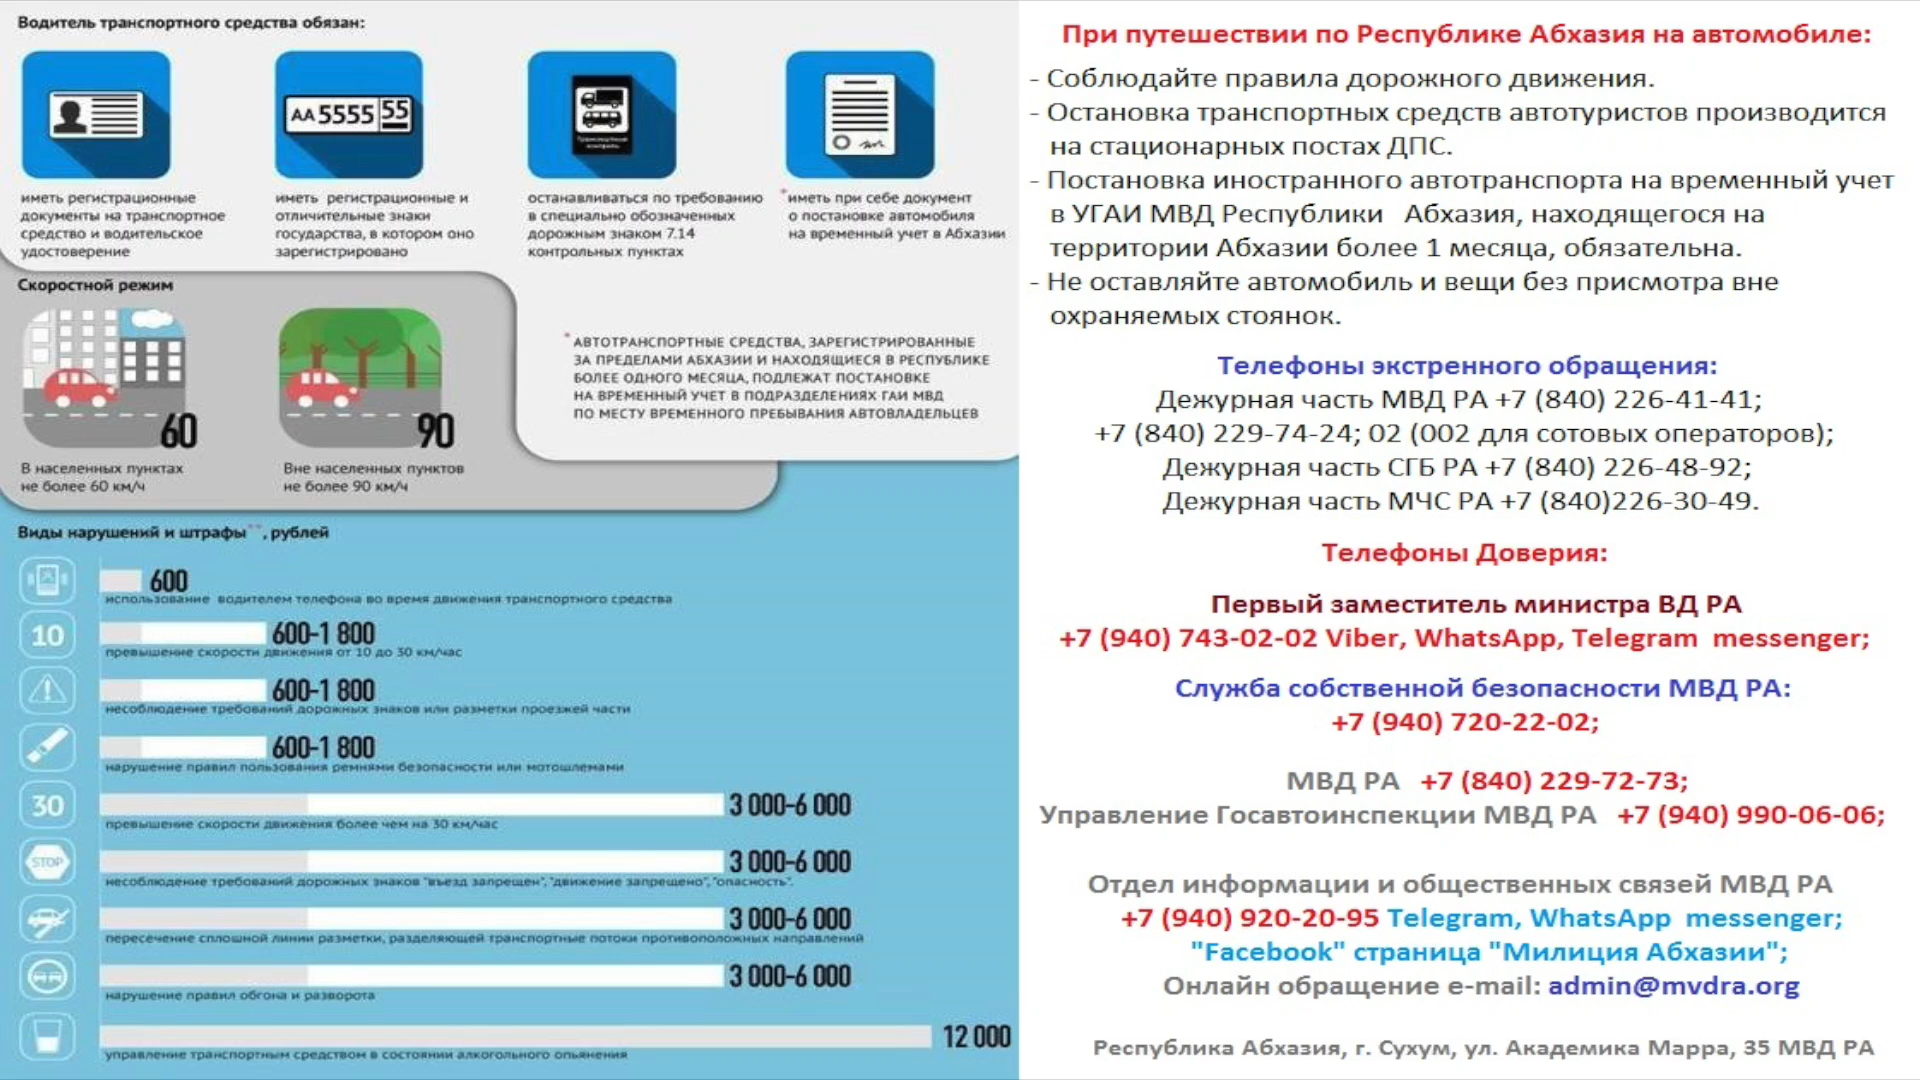 Водитель транспортного средства обязан:
АА 5555 55
иметь регистрационные
документы на транспортное
средство и водительское
удостоверение
иметь регистрационные и
отличительные знаки
государства, в котором оно
зарегистрировано
останавливаться по требованию
в специально обозначенных
дорожным знаком 7.14
контрольных пунктах
*иметь при себе документ
о постановке автомобиля
на временный учет в Абхазии
Скоростной режим
60
В населенных пунктах
не более 60 км/ч
90
Вне населенных пунктов
не более 90 км/ч
* АВТОТРАНСПОРТНЫЕ СРЕДСТВА, ЗАРЕГИСТРИРОВАННЫЕ
ЗА ПРЕДЕЛАМИ АБХАЗИИ И НАХОДЯЩИЕСЯ В РЕСПУБЛИКЕ
БОЛЕЕ ОДНОГО МЕСЯЦА, ПОДЛЕЖАТ ПОСТАНОВКЕ
НА ВРЕМЕННЫЙ УЧЕТ В ПОДРАЗДЕЛЕНИЯХ ГАИ МВД
ПО МЕСТУ ВРЕМЕННОГО ПРЕБЫВАНИЯ АВТОВЛАДЕЛЬЦЕВ
Виды нарушений и штрафы**, рублей
600
использование водителем телефона во время движения транспортного средства
10
600-1 800
превышение скорости движения от 10 до 30 км/час
600-1 800
несоблюдение требований дорожных знаков или разметки проезжей части
600-1 800
нарушение правил пользования ремнями безопасности или мотошлемами
30
3 000-6 000
превышение скорости движения более чем на 30 км/час
STOP
3 000-6 000
несоблюдение требований дорожных знаков "въезд запрещен", "движение запрещено", "опасность".
3 000-6 000
пересечение сплошной линии разметки, разделяющей транспортные потоки противоположных направлений
3 000-6 000
нарушение правил обгона и разворота
12 000
управление транспортным средством в состоянии алкогольного опьянения
При путешествии по Республике Абхазия на автомобиле:
- Соблюдайте правила дорожного движения.
- Остановка транспортных средств автотуристов производится
на стационарных постах ДПС.
- Постановка иностранного автотранспорта на временный учет
в УГАИ МВД Республики Абхазия, находящегося на
территории Абхазии более 1 месяца, обязательна.
- Не оставляйте автомобиль и вещи без присмотра вне
охраняемых стоянок.
Телефоны экстренного обращения:
Дежурная часть МВД РА +7 (840) 226-41-41;
+7 (840) 229-74-24; 02 (002 для сотовых операторов);
Дежурная часть СГБ РА +7 (840) 226-48-92;
Дежурная часть МЧС РА +7 (840)226-30-49.
Телефоны Доверия:
Первый заместитель министра ВД РА
+7 (940) 743-02-02 Viber, WhatsApp, Telegram messenger;
Служба собственной безопасности МВД РА:
+7 (940) 720-22-02;
МВД РА +7 (840) 229-72-73;
Управление Госавтоинспекции МВД РА +7 (940) 990-06-06;
Отдел информации и общественных связей МВД РА
+7 (940) 920-20-95 Telegram, WhatsApp messenger;
"Facebook" страница "Милиция Абхазии";
Онлайн обращение e-mail: admin@mvdra.org
Республика Абхазия, г. Сухум, ул. Академика Марра, 35 МВД РА